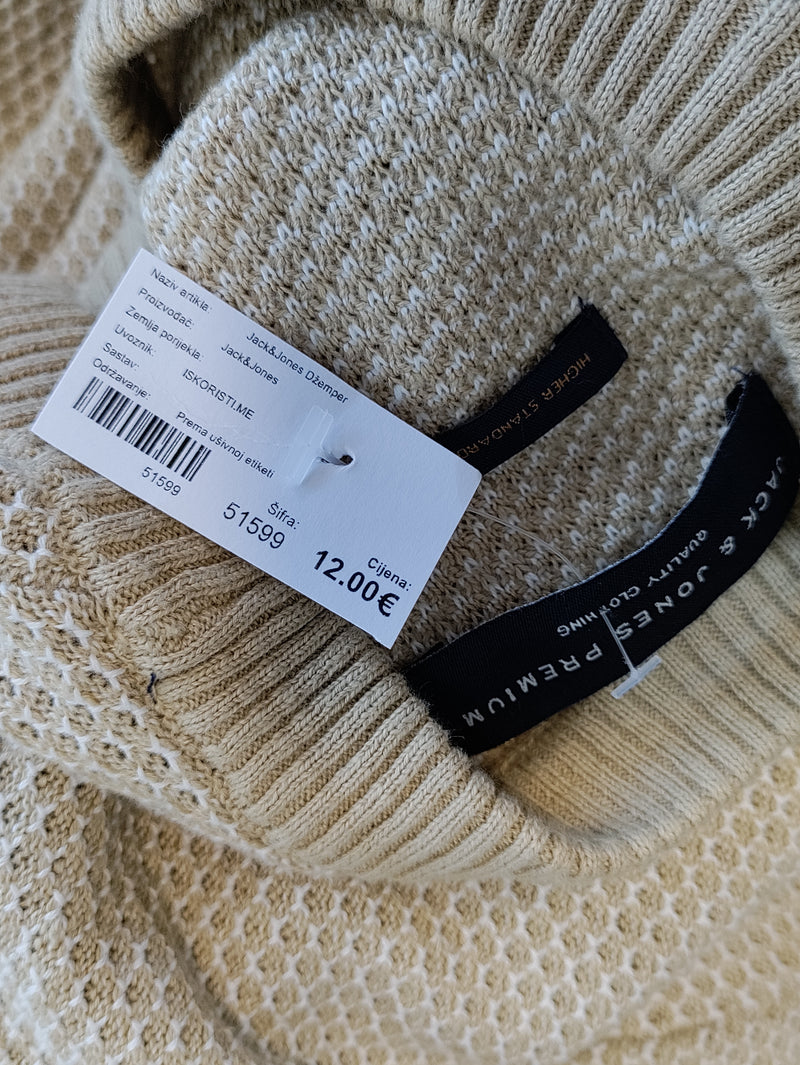 Naziv artikla:
Jack&Jones Džemper
Proizvođač:
Jack&Jones
Zemlja porijekla:
Uvoznik:
ISKORISTI.ME
Sastav:
Održavanje:
Prema ušivnoj etiketi
51599
Šifra:
51599
Cijena:
12.00€
HIGHER STANDARD
JACK & JONES PREMIUM
QUALITY CLOTHING